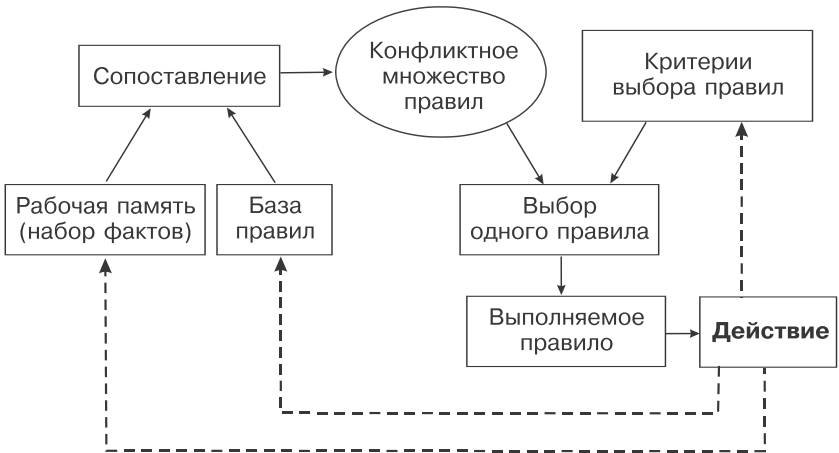 Сопоставление
Конфликтное
множество
правил
Критерии
выбора правил
Рабочая память
(набор фактов)
База
правил
Выбор
одного правила
Выполняемое
правило
Действие